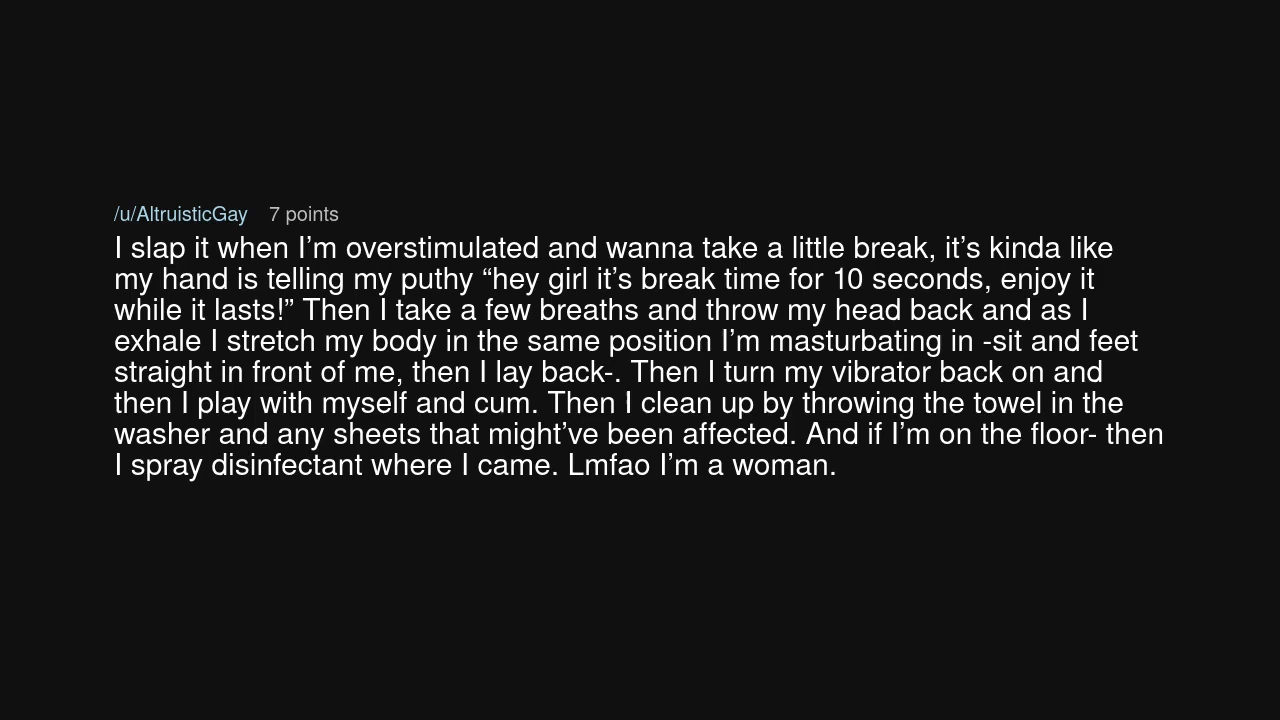 /u/AltruisticGay 7 points
I slap it when I’m overstimulated and wanna take a little break, it’s kinda like
my hand is telling my puthy “hey girl it’s break time for 10 seconds, enjoy it
while it lasts!” Then I take a few breaths and throw my head back and as I
exhale I stretch my body in the same position I’m masturbating in -sit and feet
straight in front of me, then I lay back-. Then I turn my vibrator back on and
then I play with myself and cum. Then I clean up by throwing the towel in the
washer and any sheets that might’ve been affected. And if I’m on the floor- then
I spray disinfectant where I came. Lmfao I’m a woman.